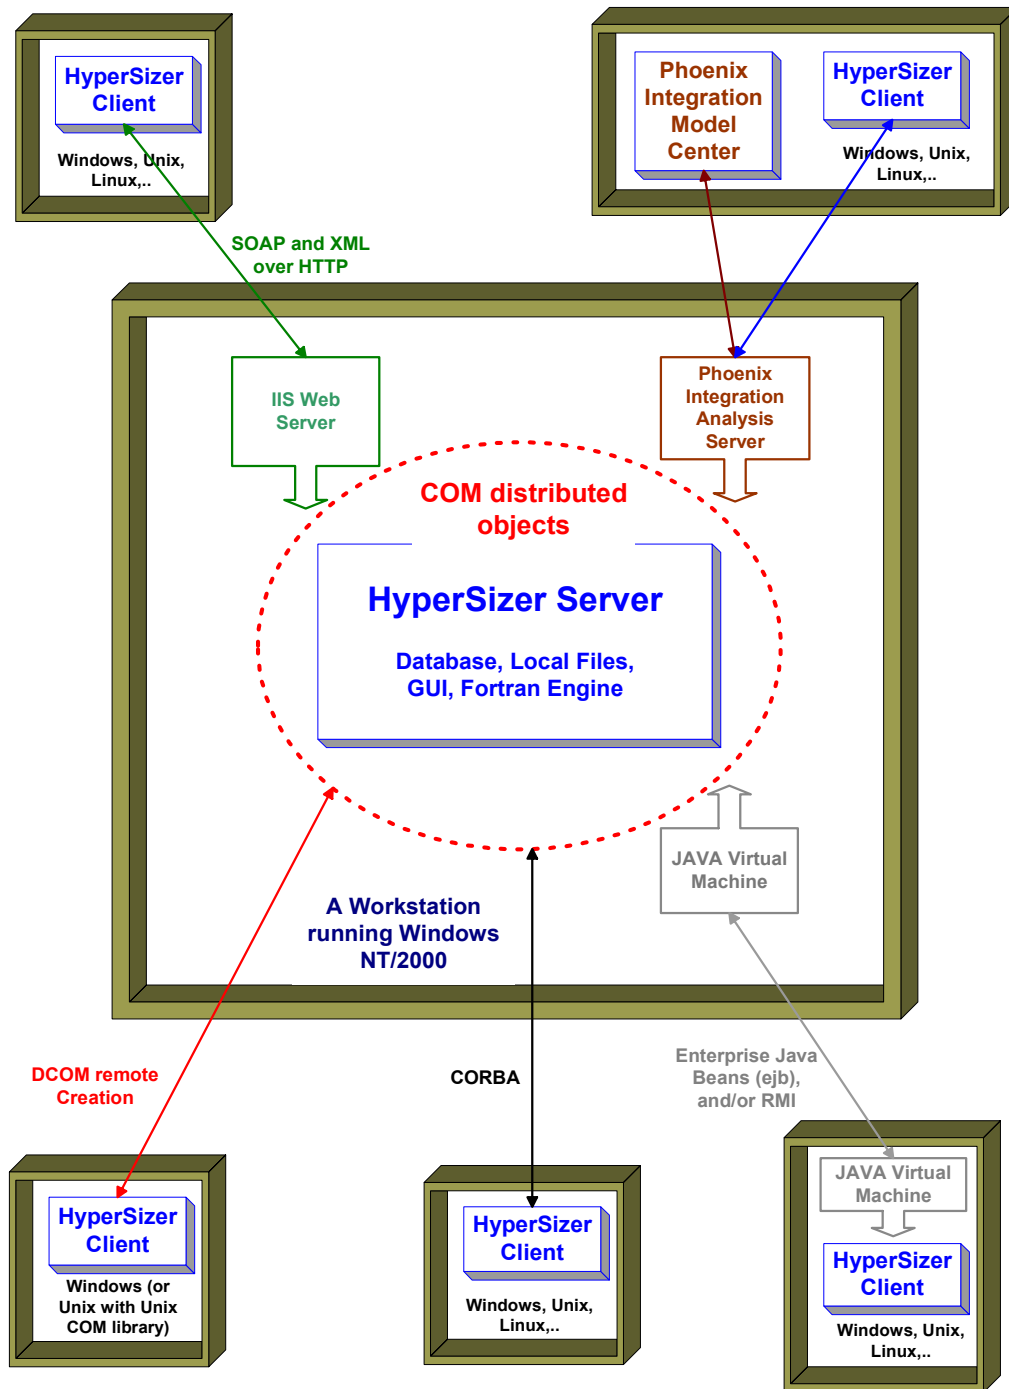 HyperSizer
Client
Windows, Unix,
Linux,..
Phoenix
Integration
Model
Center
HyperSizer
Client
Windows, Unix,
Linux,..
SOAP and XML
over HTTP
IIS Web
Server
Phoenix
Integration
Analysis
Server
COM distributed
objects
HyperSizer Server
Database, Local Files,
GUI, Fortran Engine
JAVA Virtual
Machine
A Workstation
running Windows
NT/2000
DCOM remote
Creation
CORBA
Enterprise Java
Beans (ejb),
and/or RMI
HyperSizer
Client
Windows (or
Unix with Unix
COM library)
HyperSizer
Client
Windows, Unix,
Linux,..
JAVA Virtual
Machine
HyperSizer
Client
Windows, Unix,
Linux,..